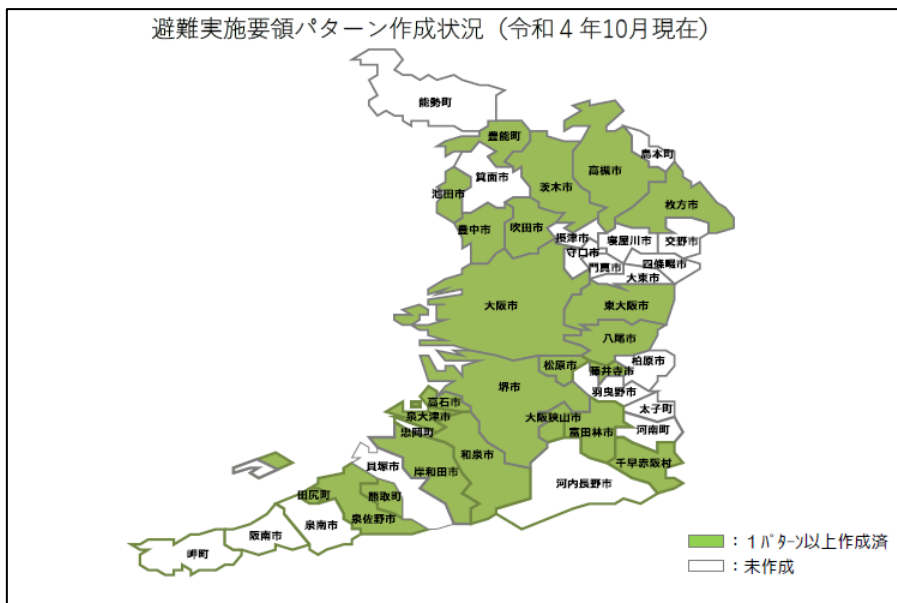 避難実施要領パターン作成状況（令和４年10月現在）
能勢町
豊能町
島本町
高槻市
箕面市
茨木市
池田市
枚方市
豊中市
吹田市
摂津市
寝屋川市
交野市
守口市
門真市
四條畷市
大東市
大阪市
東大阪市
八尾市
松原市
藤井寺市
柏原市
堺市
羽曳野市
高石市
泉大津市
大阪狭山市
太子町
忠岡町
富田林市
河南町
和泉市
千早赤阪村
貝塚市
岸和田市
河内長野市
田尻町
熊取町
泉佐野市
泉南市
阪南市
岬町
：１ﾊﾟﾀｰﾝ以上作成済
：未作成